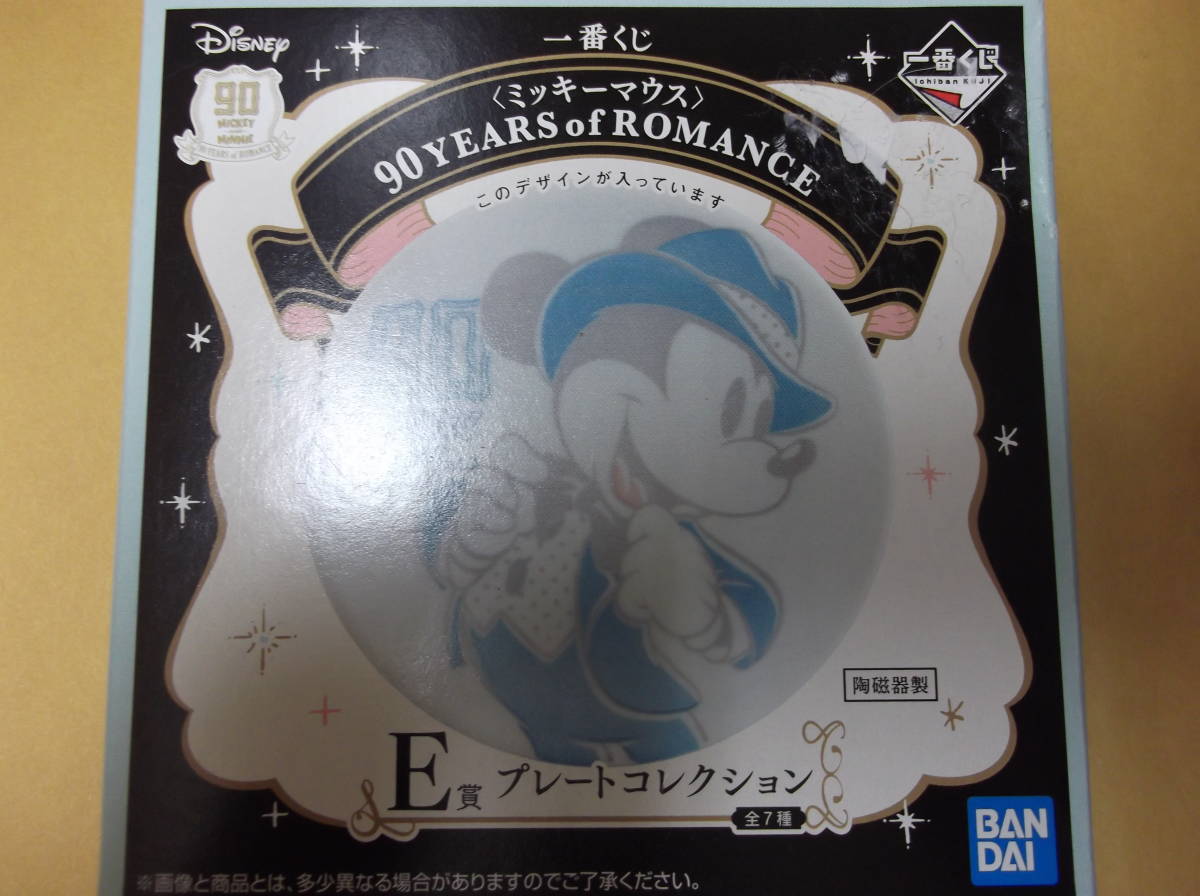 Disney
一番くじ
一番くじ
Ichiban KUJI
90
MICKEY
MINNIE
90 YEARS of ROMANCE
〈ミッキーマウス〉
90 YEARS of ROMANCE
このデザインが入っています
陶磁器製
E賞 プレートコレクション
全7種
BAN
DAI
※画像と商品とは、多少異なる場合がありますのでご了承ください。